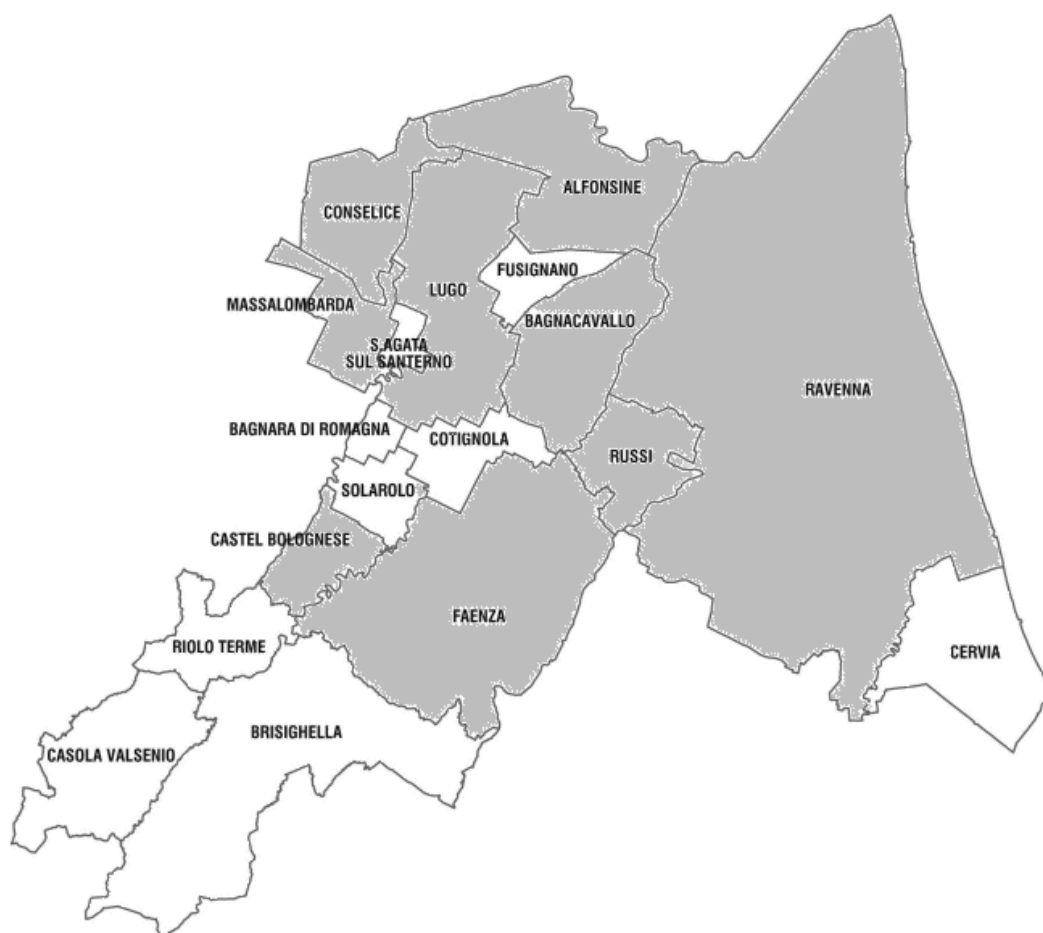 ALFONSINE
CONSELICE
FUSIGNANO
LUGO
MASSALOMBARDA
BAGNACAVALLO
S.AGATA
SUL SANTERNO
RAVENNA
BAGNARA DI ROMAGNA
COTIGNOLA
RUSSI
SOLAROLO
CASTEL BOLOGNESE
FAENZA
RIOLO TERME
CERVIA
BRISIGHELLA
CASOLA VALSENIO